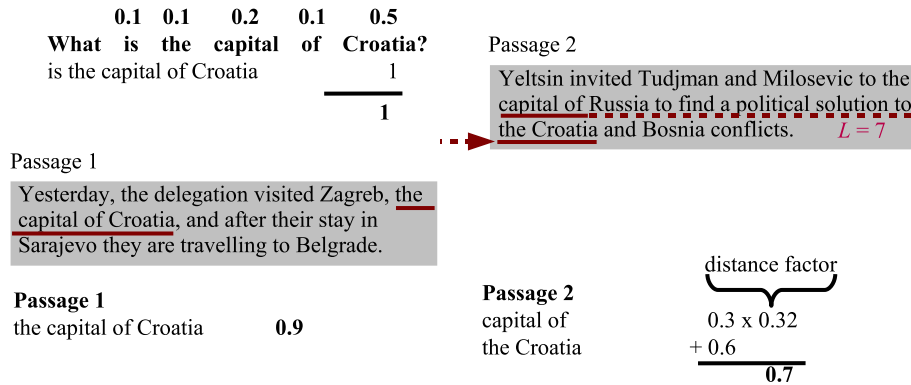 0.1 0.1 0.2 0.1 0.5
What is the capital of Croatia?
is the capital of Croatia 1
1
Passage 1
Yesterday, the delegation visited Zagreb, the
capital of Croatia, and after their stay in
Sarajevo they are travelling to Belgrade.
Passage 1
the capital of Croatia 0.9
Passage 2
Yeltsin invited Tudjman and Milosevic to the
capital of Russia to find a political solution to
the Croatia and Bosnia conflicts. L = 7
distance factor
Passage 2
capital of 0.3 x 0.32
the Croatia + 0.6
0.7